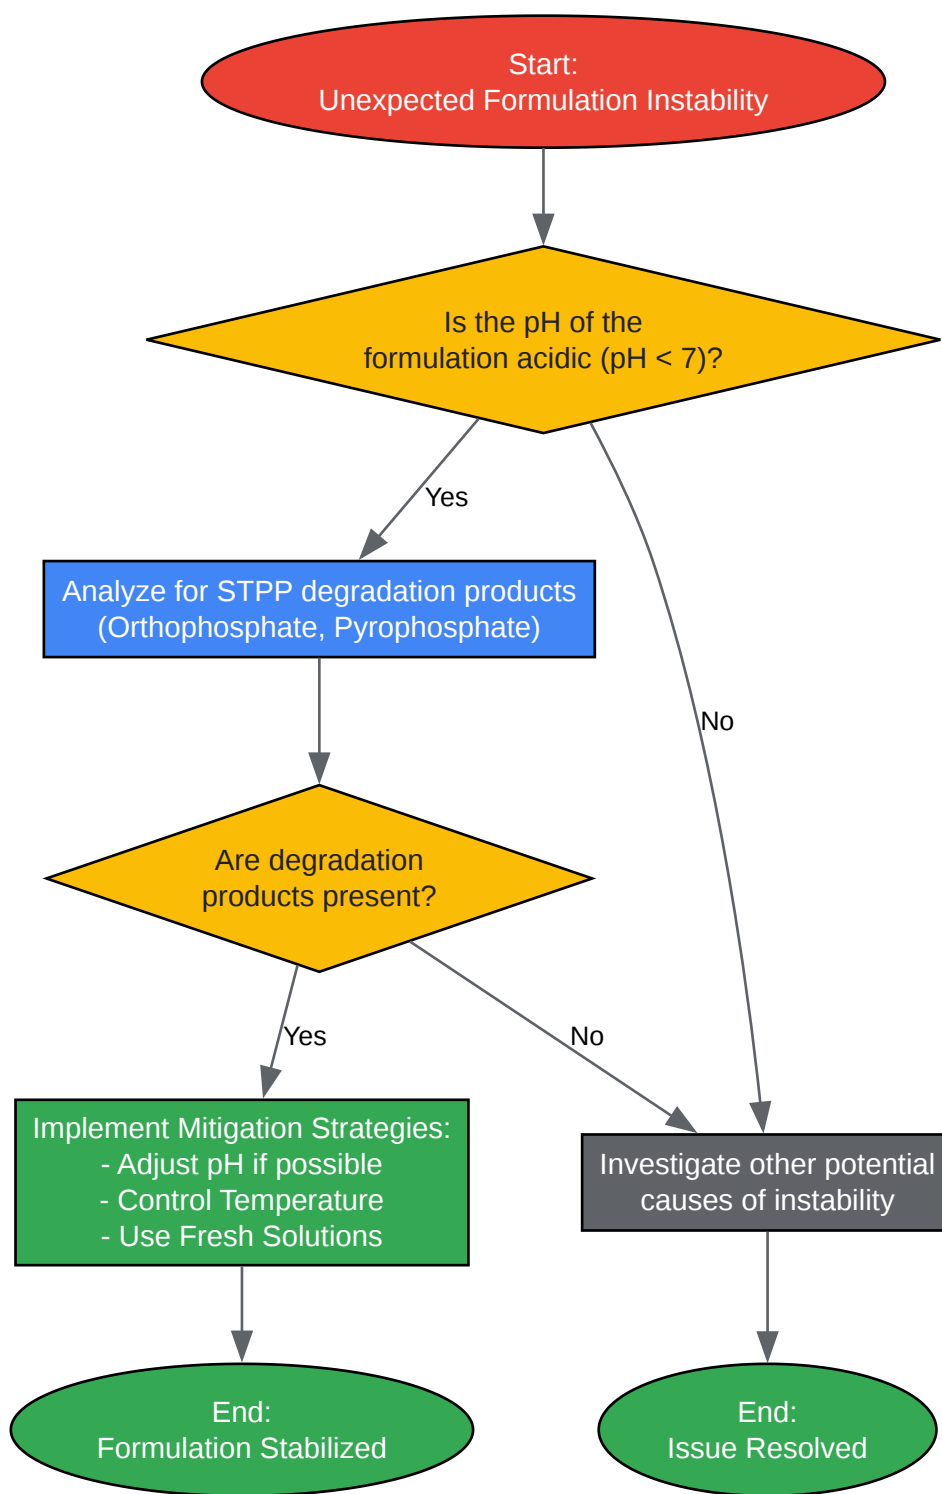 Start:
Unexpected Formulation Instability
Is the pH of the
formulation acidic (pH < 7)?
Yes
Analyze for STPP degradation products
(Orthophosphate, Pyrophosphate)
No
Are degradation
products present?
Yes
No
Implement Mitigation Strategies:
- Adjust pH if possible
- Control Temperature
- Use Fresh Solutions
Investigate other potential
causes of instability
End:
Formulation Stabilized
End:
Issue Resolved